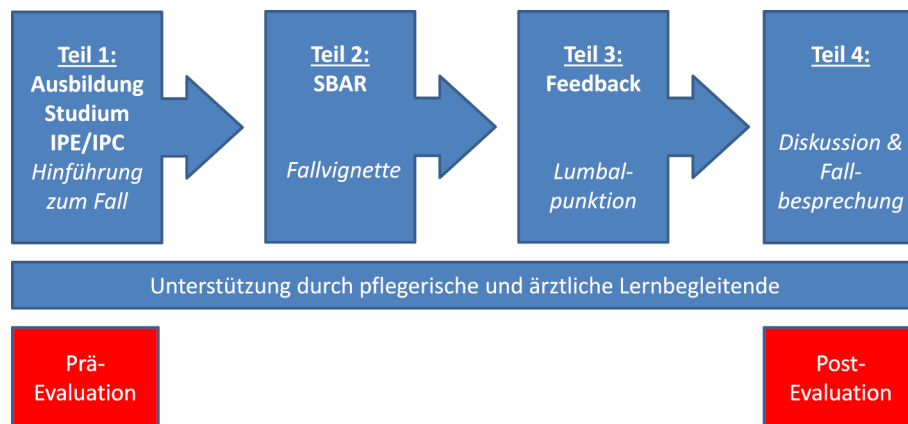 Teil 1:
Ausbildung
Studium
IPE/IPC
Hinführung
zum Fall
Teil 2:
SBAR
Fallvignette
Teil 3:
Feedback
Lumbal-
punktion
Teil 4:
Diskussion &
Fall-
besprechung
Unterstützung durch pflegerische und ärztliche Lernbegleitende
Prä-
Evaluation
Post-
Evaluation